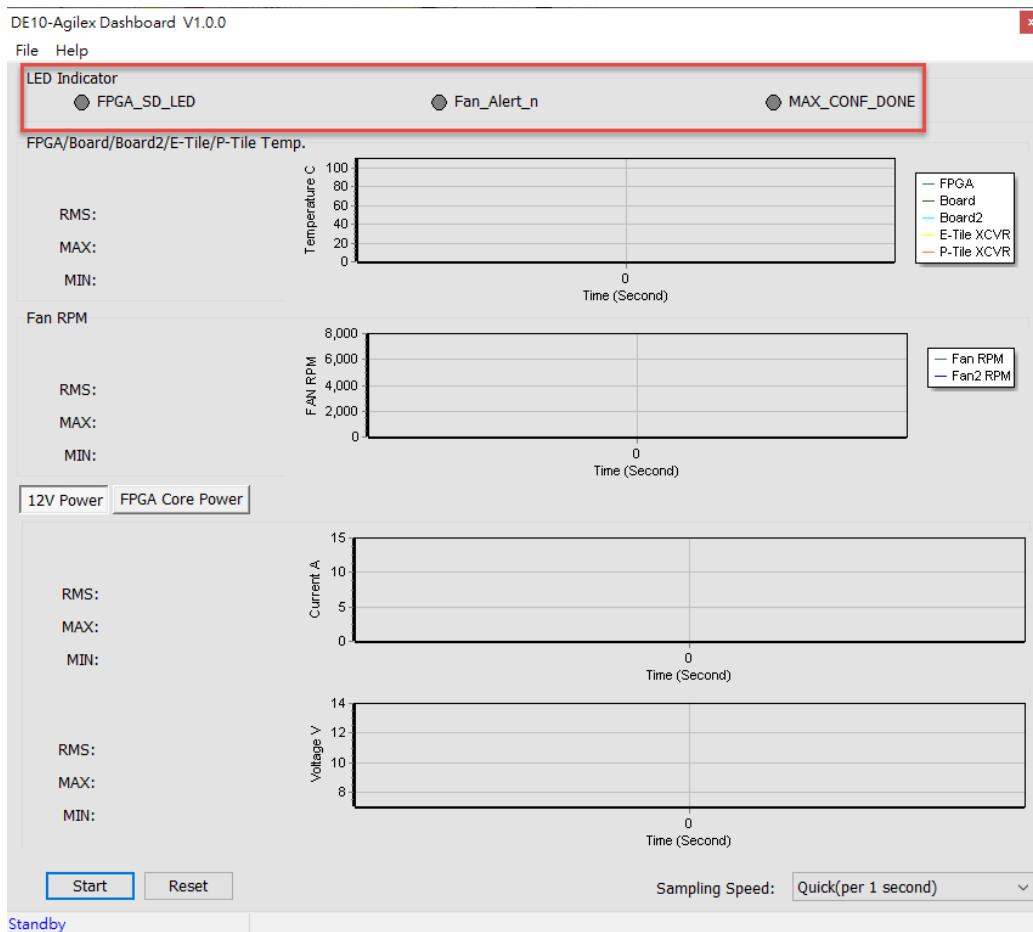 DE10-Agilex Dashboard V1.0.0
File Help
LED Indicator
FPGA_SD_LED Fan_Alert_n MAX_CONF_DONE
FPGA/Board/Board2/E-Tile/P-Tile Temp.
RMS:
MAX:
MIN:
Temperature C
100
80
60
40
20
0
0
Time (Second)
FPGA
Board
Board2
E-Tile XCVR
P-Tile XCVR
Fan RPM
RMS:
MAX:
MIN:
FAN RPM
8,000
6,000
4,000
2,000
0
0
Time (Second)
Fan RPM
Fan2 RPM
12V Power FPGA Core Power
RMS:
MAX:
MIN:
Current A
15
10
5
0
0
Time (Second)
RMS:
MAX:
MIN:
Voltage V
14
12
10
8
0
Time (Second)
Start Reset Sampling Speed: Quick(per 1 second)
Standby